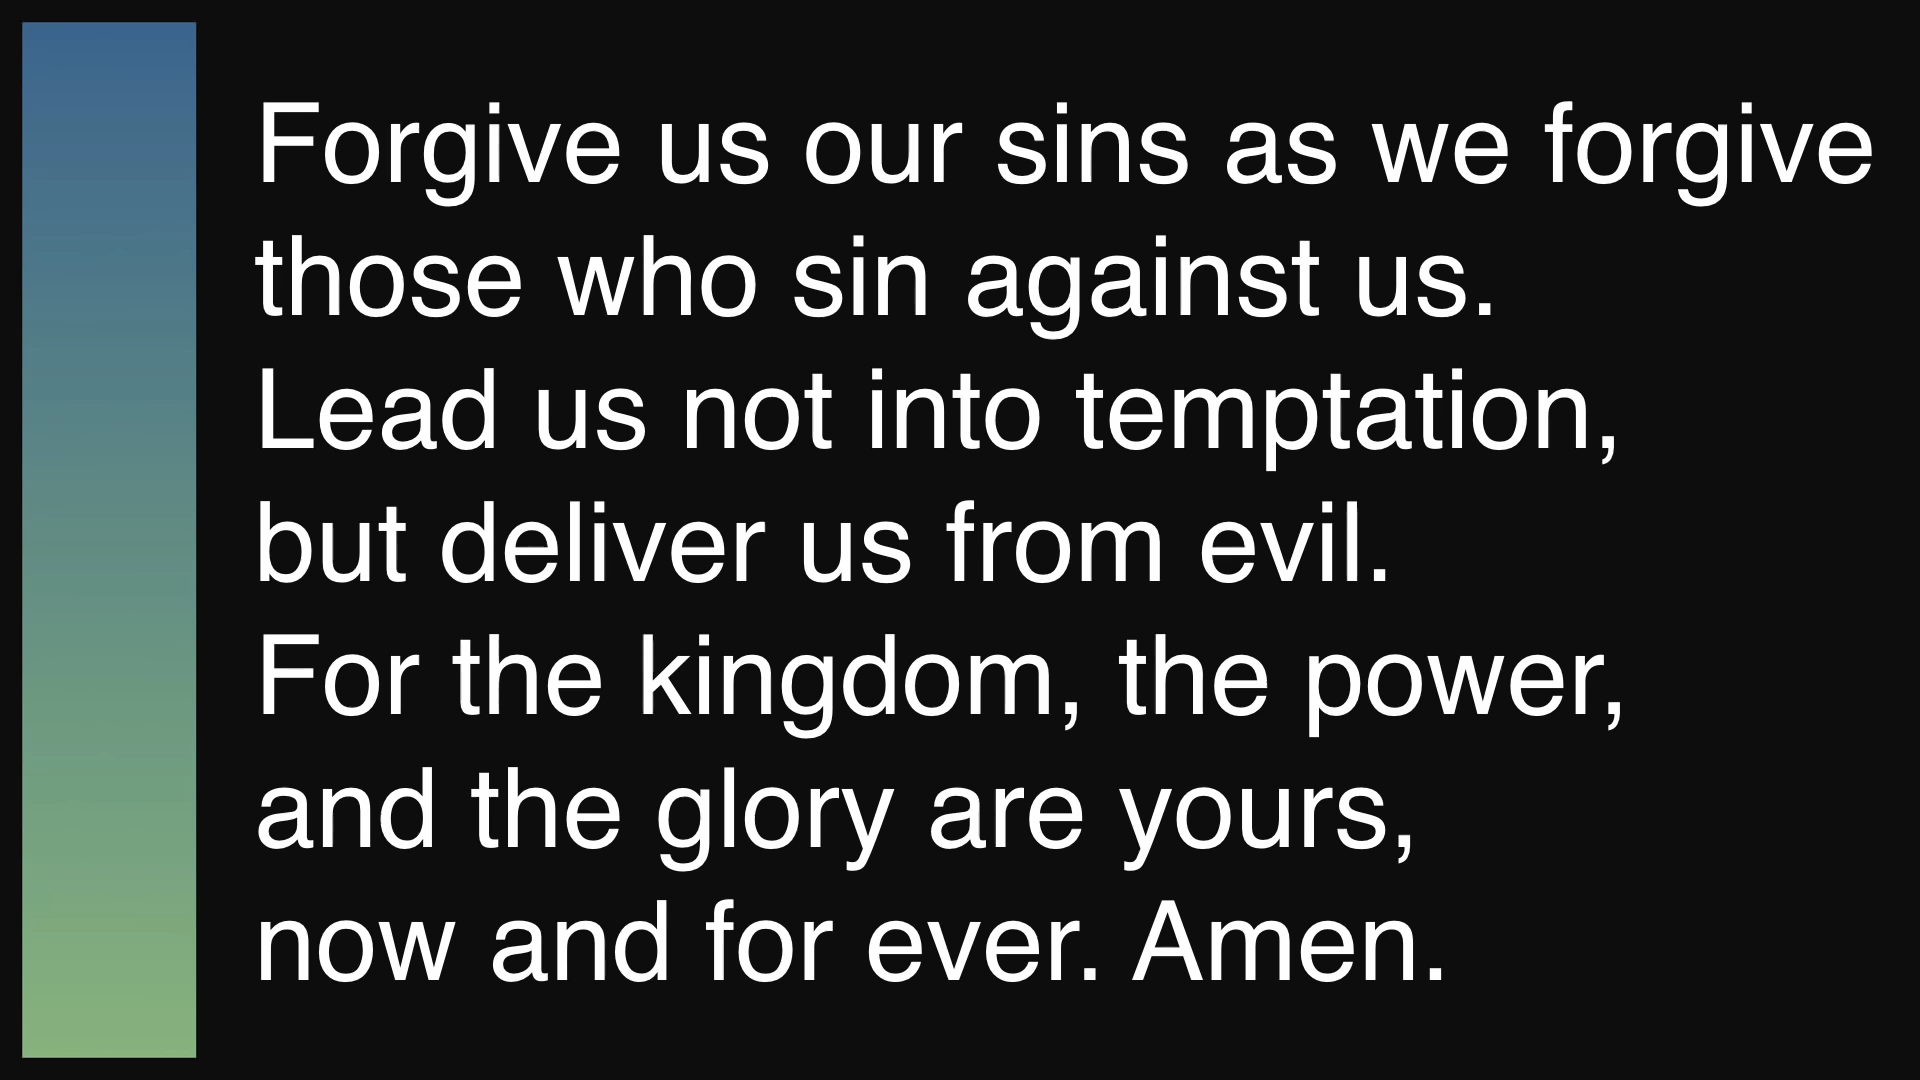 Forgive us our sins as we forgive
those who sin against us.
Lead us not into temptation,
but deliver us from evil.
For the kingdom, the power,
and the glory are yours,
now and for ever. Amen.